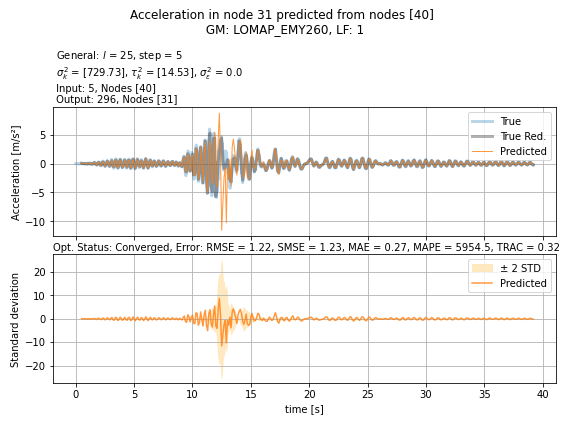 Acceleration in node 31 predicted from nodes [40]
GM: LOMAP_EMY260, LF: 1
General: l = 25, step = 5
σ²ₖ = [729.73], τ²ₖ = [14.53], σ²ₑ = 0.0
Input: 5, Nodes [40]
Output: 296, Nodes [31]
True
True Red.
Predicted
Acceleration [m/s²]
5
0
−5
−10
Opt. Status: Converged, Error: RMSE = 1.22, SMSE = 1.23, MAE = 0.27, MAPE = 5954.5, TRAC = 0.32
± 2 STD
Predicted
Standard deviation
20
10
0
−10
−20
0 5 10 15 20 25 30 35 40
time [s]